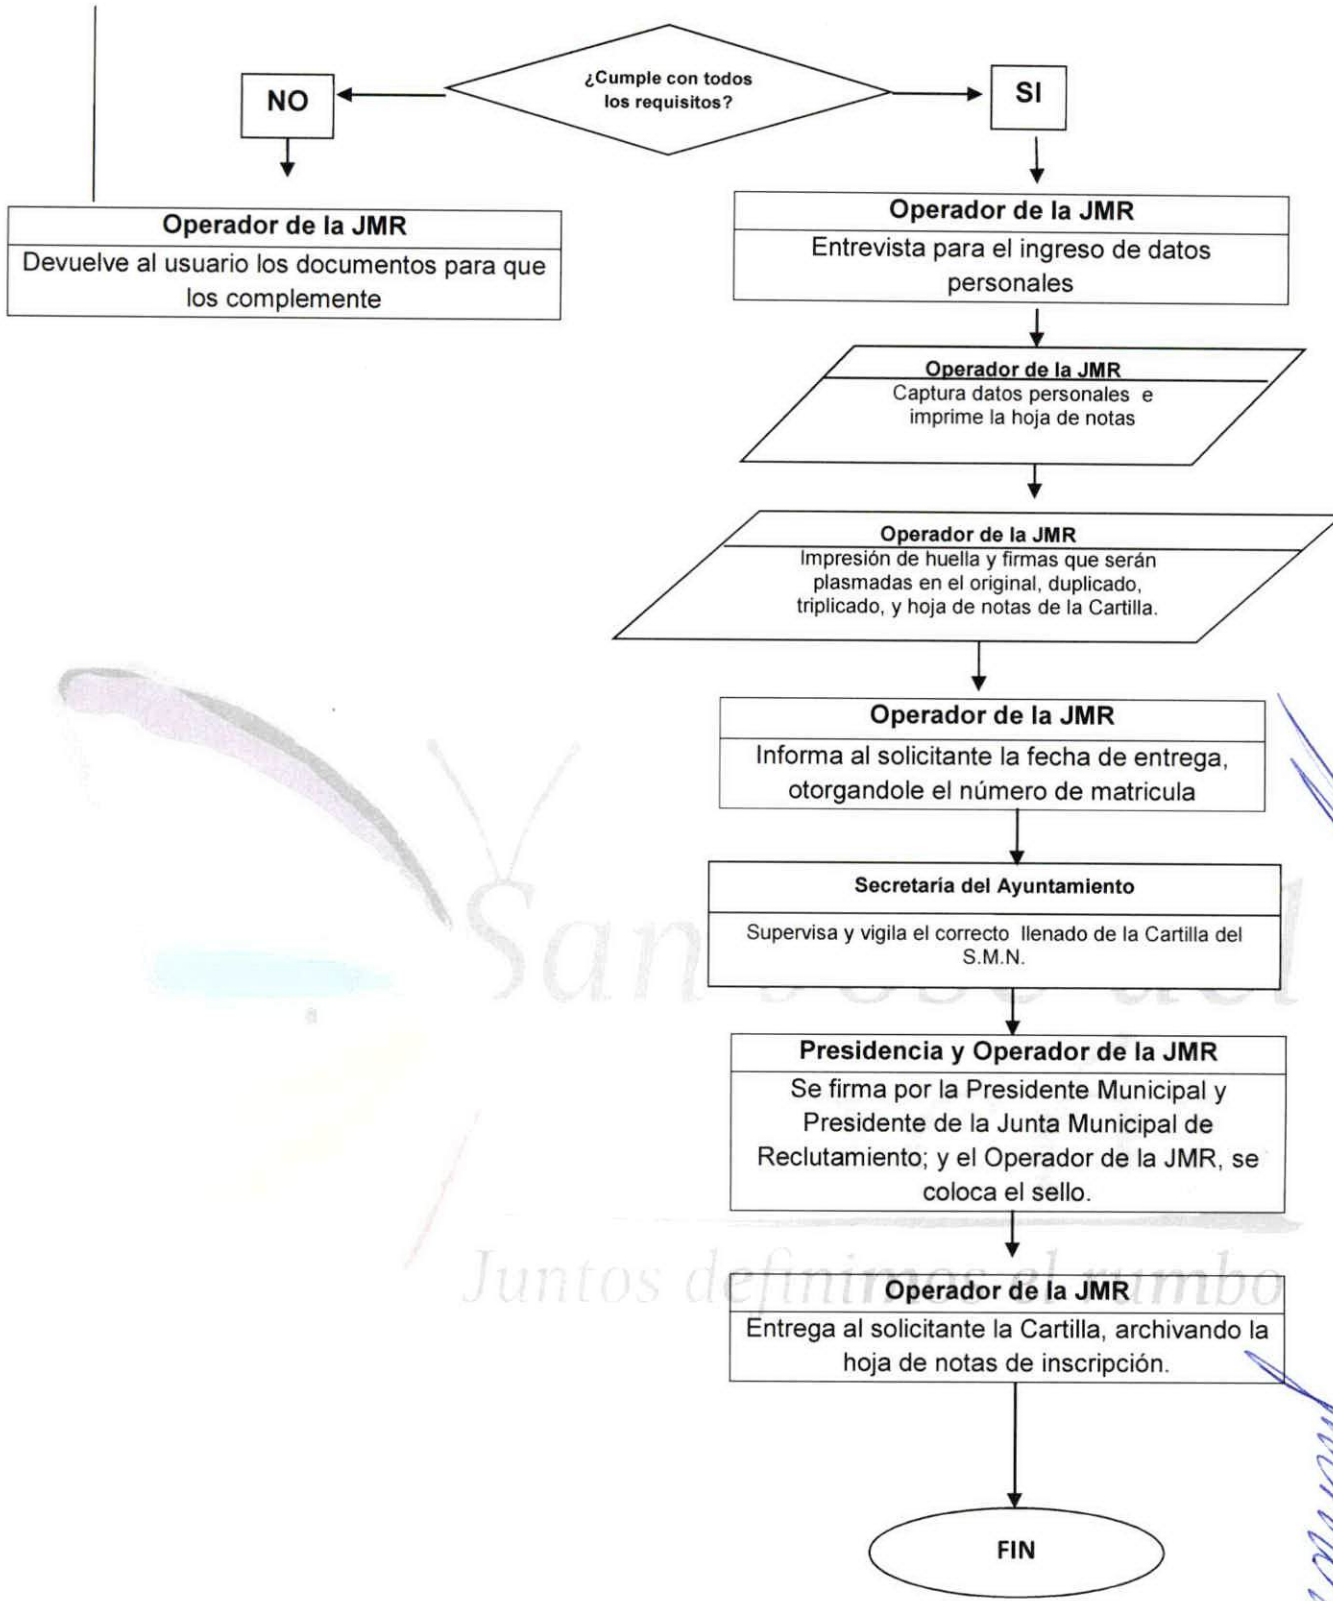 ¿Cumple con todos
los requisitos?
NO
SI
Operador de la JMR
Devuelve al usuario los documentos para que
los complemente
Operador de la JMR
Entrevista para el ingreso de datos
personales
Operador de la JMR
Captura datos personales e
imprime la hoja de notas
Operador de la JMR
Impresión de huella y firmas que serán
plasmadas en el original, duplicado,
triplicado, y hoja de notas de la Cartilla.
Operador de la JMR
Informa al solicitante la fecha de entrega,
otorgandole el número de matricula
Secretaría del Ayuntamiento
Supervisa y vigila el correcto llenado de la Cartilla del
S.M.N.
San José del
Presidencia y Operador de la JMR
Se firma por la Presidente Municipal y
Presidente de la Junta Municipal de
Reclutamiento; y el Operador de la JMR, se
coloca el sello.
Juntos definimos el rumbo
Operador de la JMR
Entrega al solicitante la Cartilla, archivando la
hoja de notas de inscripción.
FIN